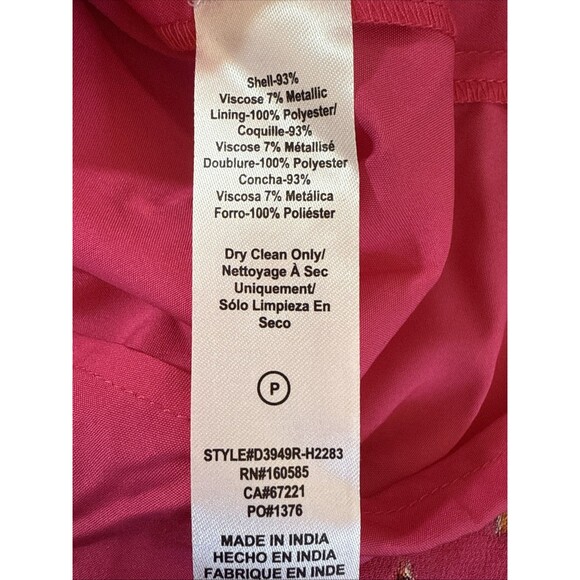 Shell-93%
Viscose 7% Metallic
Lining-100% Polyester/
Coquille-93%
Viscose 7% Métallisé
Doublure-100% Polyester
Concha-93%
Viscosa 7% Metálica
Forro-100% Poliéster
Dry Clean Only/
Nettoyage À Sec
Uniquement/
Sólo Limpieza En
Seco
P
STYLE#D3949R-H2283
RN#160585
CA#67221
PO#1376
MADE IN INDIA
HECHO EN INDIA
FABRIQUE EN INDE